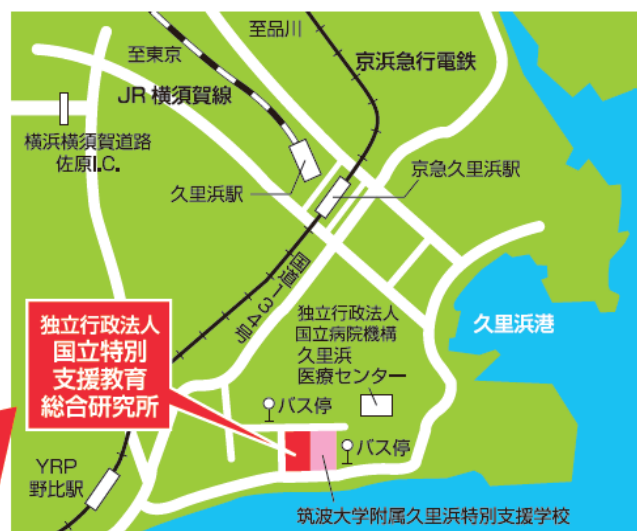 至品川
至東京
京浜急行電鉄
JR 横須賀線
横浜横須賀道路
佐原I.C.
久里浜駅
京急久里浜駅
国道134号
独立行政法人
国立特別
支援教育
総合研究所
独立行政法人
国立病院機構
久里浜
医療センター
久里浜港
バス停
バス停
YRP
野比駅
筑波大学附属久里浜特別支援学校